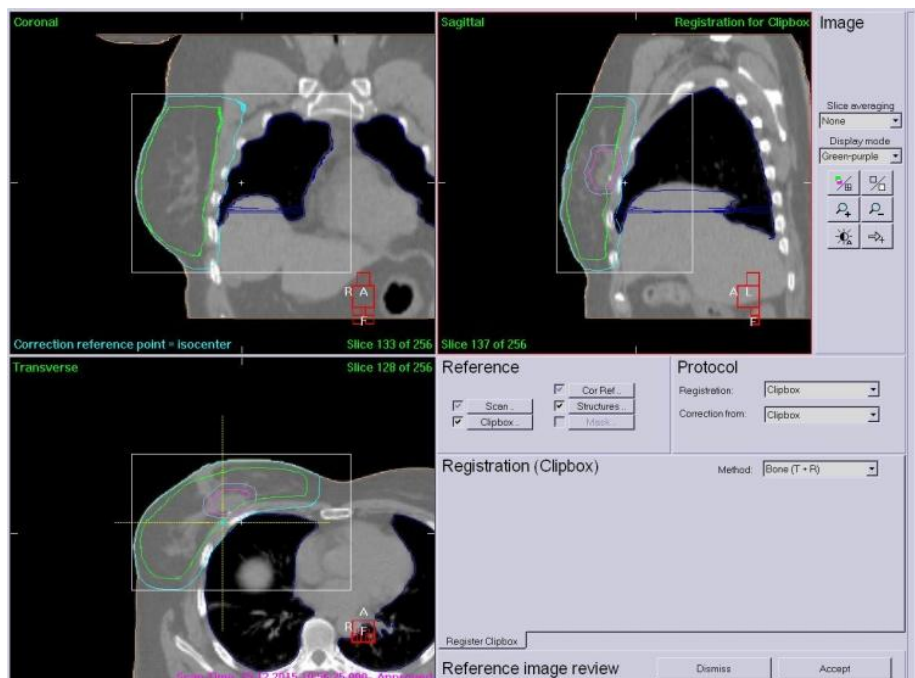 Coronal
Sagittal
Registration for Clipbox
Image
Slice averaging
None
Display mode
Green-purple
R A
F
A L
F
Correction reference point = isocenter
Slice 133 of 256
Slice 137 of 256
Transverse
Slice 128 of 256
A
R F
Reference
Cor Ref ..
Scan ..
Structures ..
Clipbox ..
Mask ..
Protocol
Registration:
Clipbox
Correction from:
Clipbox
Registration (Clipbox)
Method:
Bone (T + R)
Register Clipbox
Reference image review
Dismiss
Accept